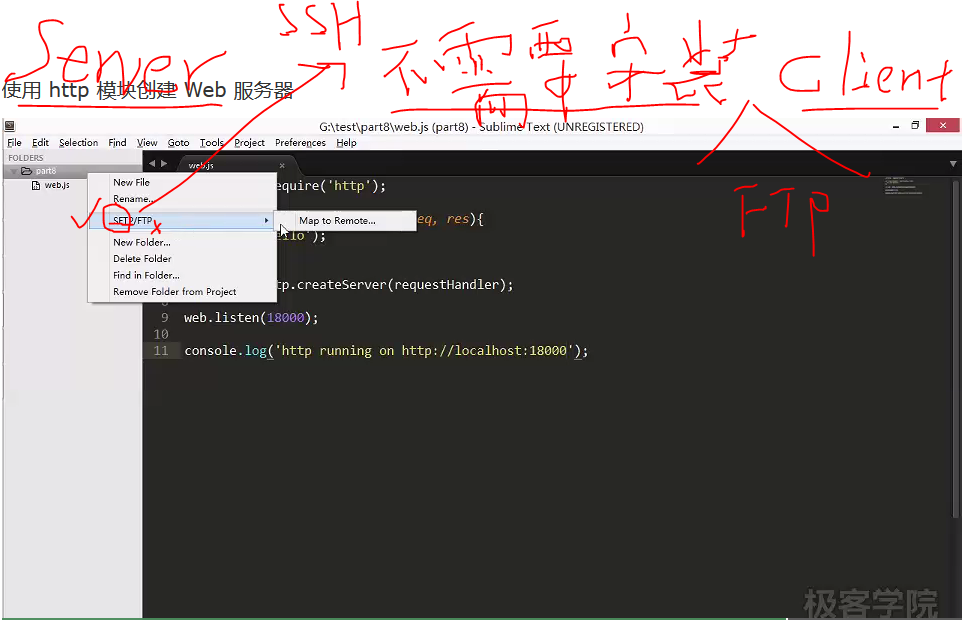 SSH
Server
不需要安装
Client
使用 http 模块创建 Web 服务器
G:\test\part8\web.js (part8) - Sublime Text (UNREGISTERED)
File Edit Selection Find View Goto Tools Project Preferences Help
FOLDERS
part8
web.js
web.js
New File
Rename...
SFTP/FTP
Map to Remote...
New Folder...
Delete Folder
Find in Folder...
Remove Folder from Project
FTP
equire('http');
eq, res){
');
tp.createServer(requestHandler);
9 web.listen(18000);
10
11 console.log('http running on http://localhost:18000');
极客学院